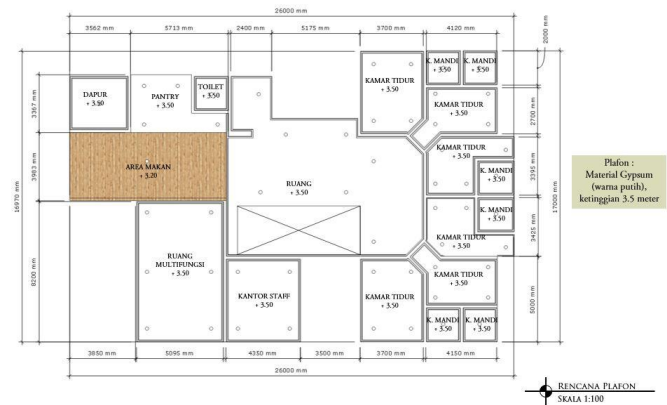 26000 mm
3562 mm
5713 mm
2400 mm
5175 mm
3700 mm
4120 mm
2000 mm
DAPUR
+ 3.50
PANTRY
+ 3.50
TOILET
+ 3.50
KAMAR TIDUR
+ 3.50
K. MANDI
+ 3.50
K. MANDI
+ 3.50
KAMAR TIDUR
+ 3.50
3367 mm
2700 mm
AREA MAKAN
+ 3.20
RUANG
+ 3.50
KAMAR TIDUR
+ 3.50
K. MANDI
+ 3.50
3983 mm
3395 mm
16970 mm
17000 mm
Plafon :
Material Gypsum
(warna putih),
ketinggian 3.5 meter
K. MANDI
+ 3.50
KAMAR TIDUR
+ 3.50
3425 mm
RUANG
MULTIFUNGSI
+ 3.50
KANTOR STAFF
+ 3.50
KAMAR TIDUR
+ 3.50
KAMAR TIDUR
+ 3.50
K. MANDI
+ 3.50
K. MANDI
+ 3.50
8200 mm
5000 mm
3850 mm
5095 mm
4350 mm
3500 mm
3700 mm
4150 mm
26000 mm
RENCANA PLAFON
SKALA 1:100